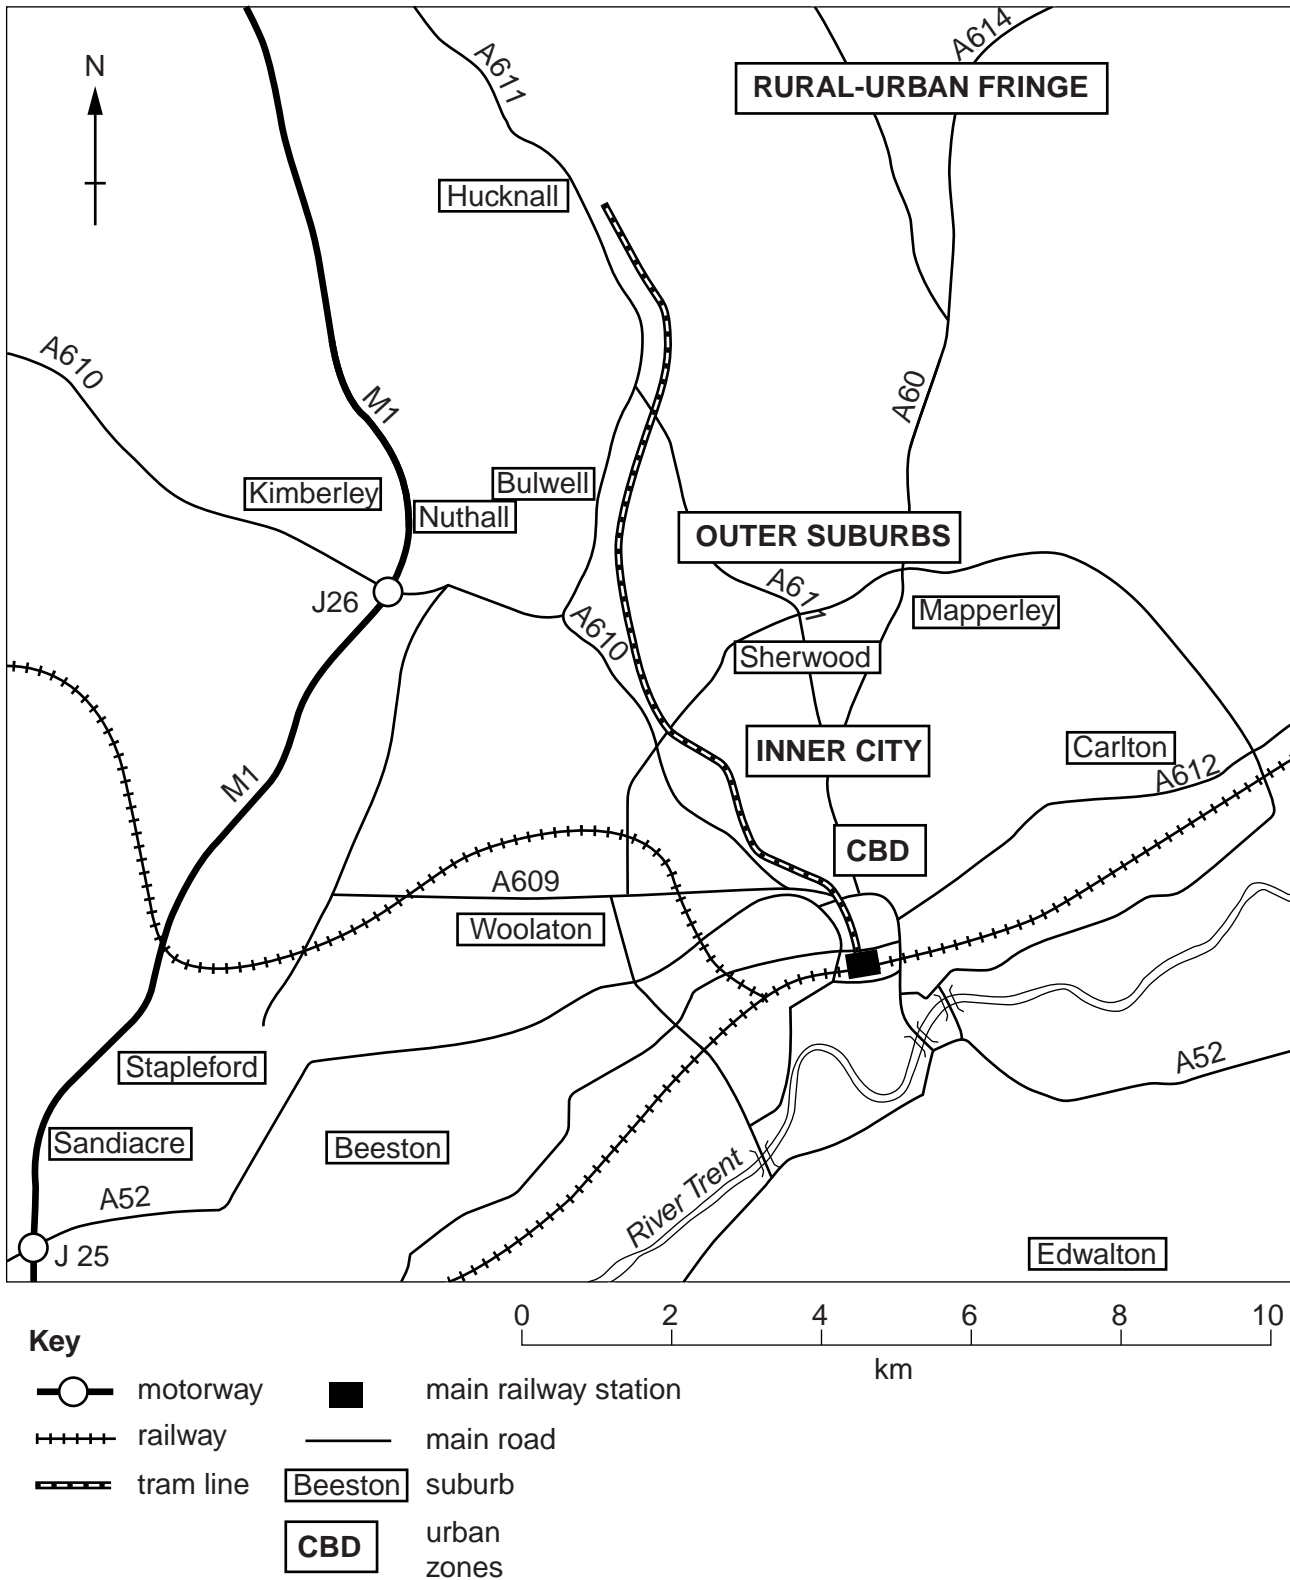 A611
A614
N
RURAL-URBAN FRINGE
Hucknall
A610
M1
A60
Kimberley
Bulwell
Nuthall
OUTER SUBURBS
J26
A610
A611
Mapperley
Sherwood
INNER CITY
Carlton
A612
M1
CBD
A609
Woolaton
Stapleford
A52
Sandiacre
Beeston
A52
River Trent
J 25
Edwalton
0 2 4 6 8 10
km
Key
motorway
main railway station
railway
main road
tram line
Beeston
suburb
CBD
urban
zones